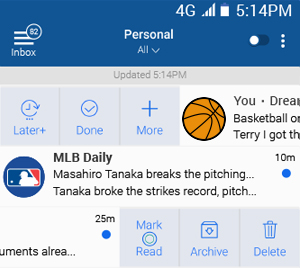 4G 5:14PM
82
Inbox
Personal
All
Updated 5:14PM
Later+ Done More
You • Drear
Basketball or
Terry I got th
MLB Daily 10m
Masahiro Tanaka breaks the pitching...
Tanaka broke the strikes record, pitch...
25m
uments alrea...
Mark
Read Archive Delete